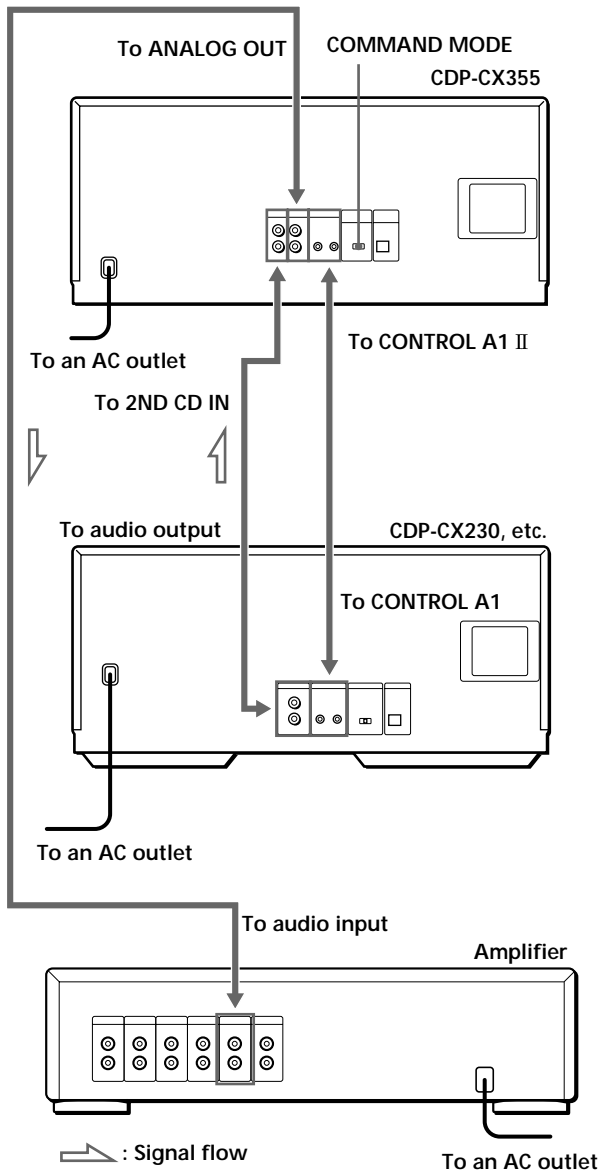 To ANALOG OUT
COMMAND MODE
CDP-CX355
To an AC outlet
To CONTROL A1 II
To 2ND CD IN
To audio output
CDP-CX230, etc.
To CONTROL A1
To an AC outlet
To audio input
Amplifier
: Signal flow
To an AC outlet